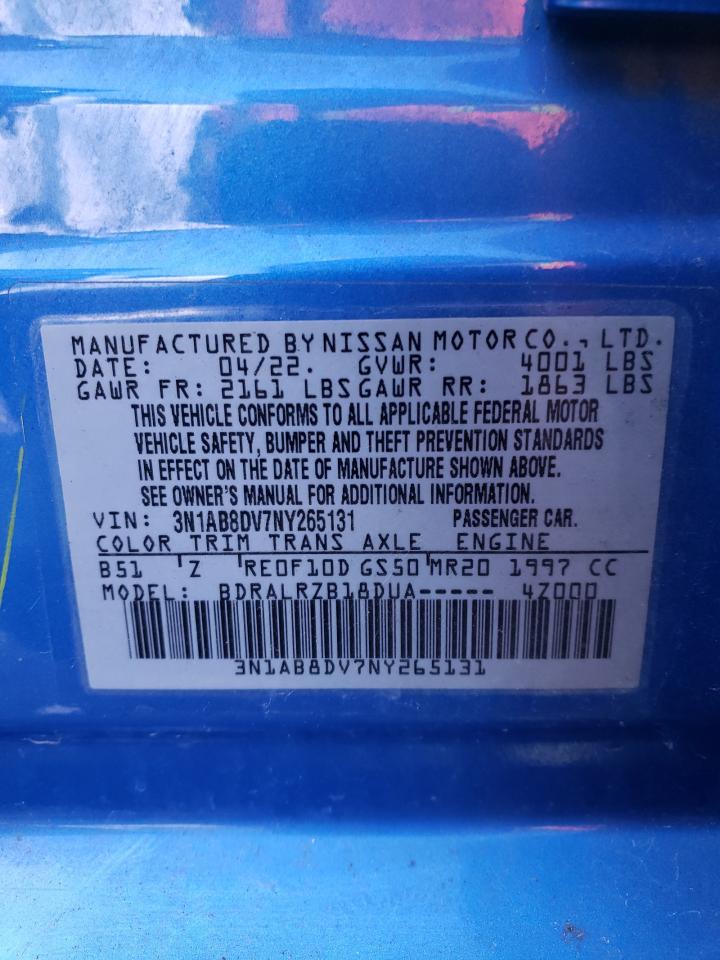 MANUFACTURED BY NISSAN MOTOR CO., LTD.
DATE: 04/22. GVWR: 4001 LBS
GAWR FR: 2161 LBS GAWR RR: 1863 LBS
THIS VEHICLE CONFORMS TO ALL APPLICABLE FEDERAL MOTOR
VEHICLE SAFETY, BUMPER AND THEFT PREVENTION STANDARDS
IN EFFECT ON THE DATE OF MANUFACTURE SHOWN ABOVE.
SEE OWNER'S MANUAL FOR ADDITIONAL INFORMATION.
VIN: 3N1AB8DV7NY265131 PASSENGER CAR.
COLOR TRIM TRANS AXLE ENGINE
B51 Z RE0F10D GS50 MR20 1997 CC
MODEL: BDRALRZB18DUA----- 4Z000
3N1AB8DV7NY265131